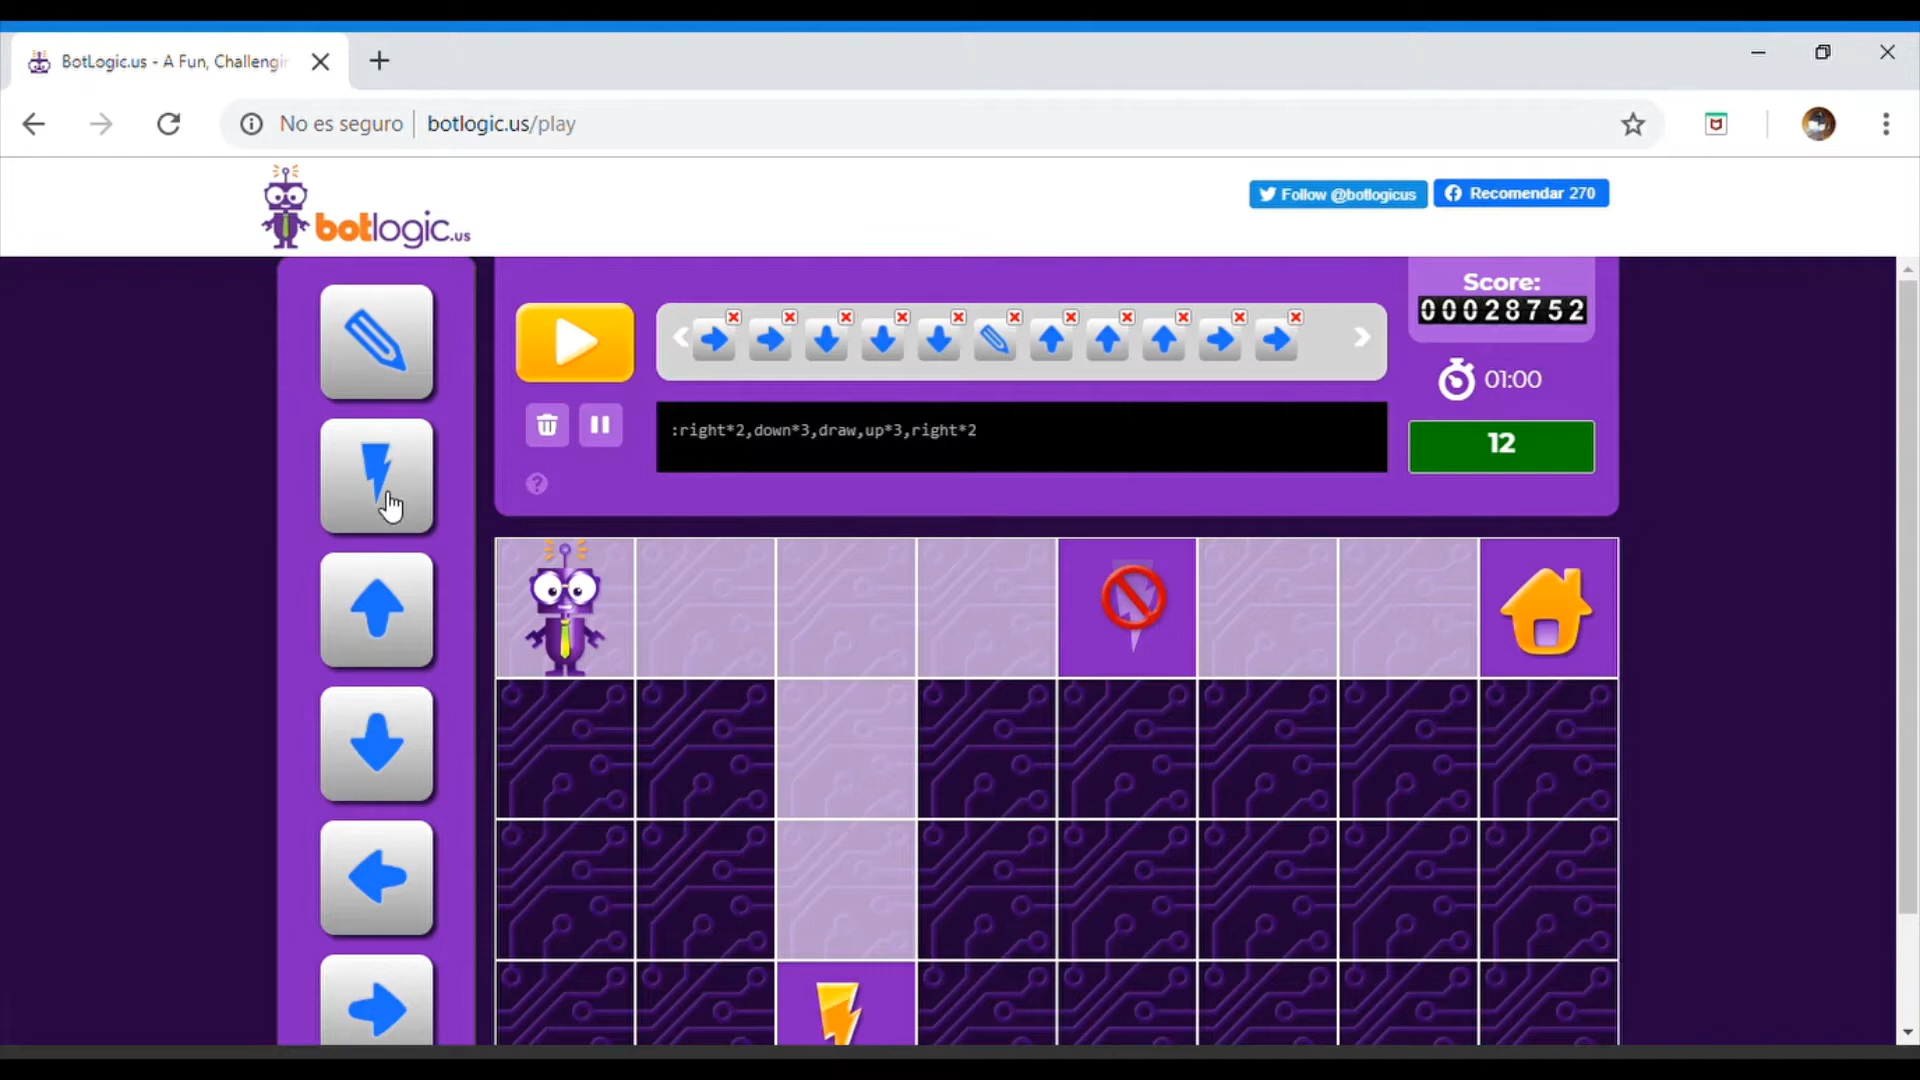 BotLogic.us - A Fun, Challengin
No es seguro
botlogic.us/play
botlogic.us
Follow @botlogicus
Recomendar 270
Score:
00028752
01:00
:right*2,down*3,draw,up*3,right*2
12
?